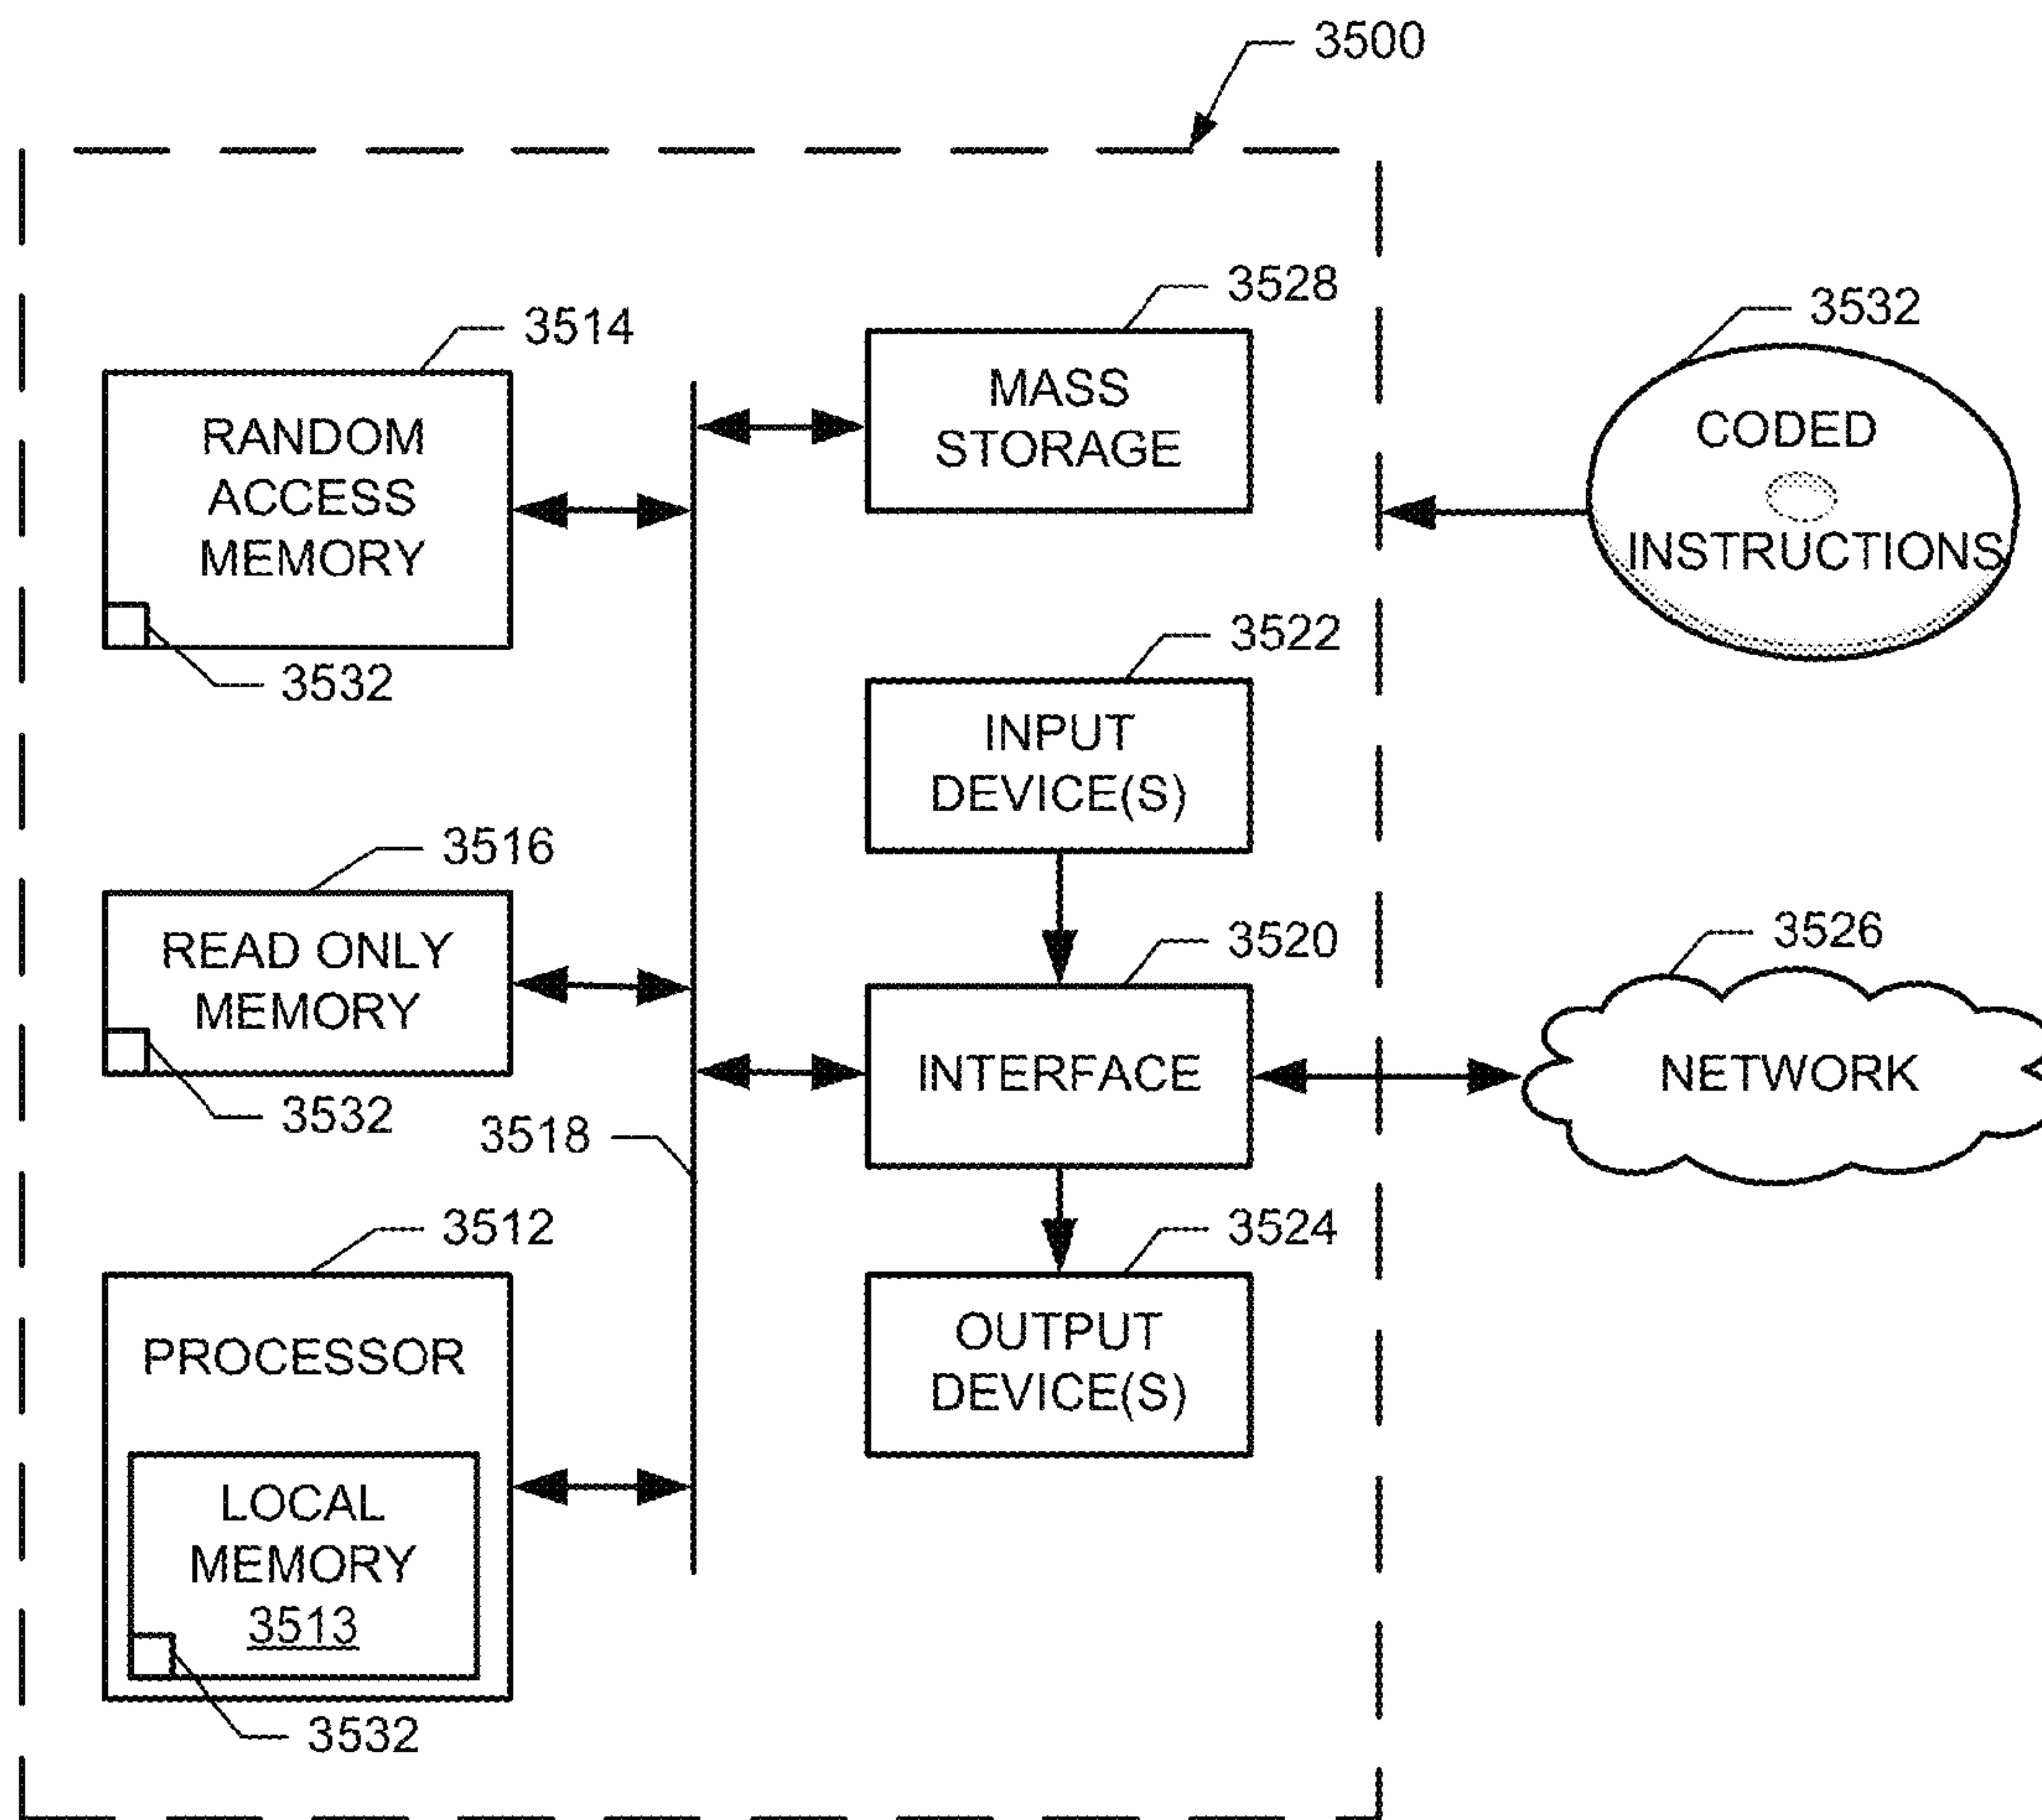 3500
3528
3514
3532
MASS
STORAGE
RANDOM
ACCESS
MEMORY
CODED
INSTRUCTIONS
3522
3532
INPUT
DEVICE(S)
3516
3520
3526
READ ONLY
MEMORY
INTERFACE
NETWORK
3532
3518
3512
3524
PROCESSOR
OUTPUT
DEVICE(S)
LOCAL
MEMORY
3513
3532